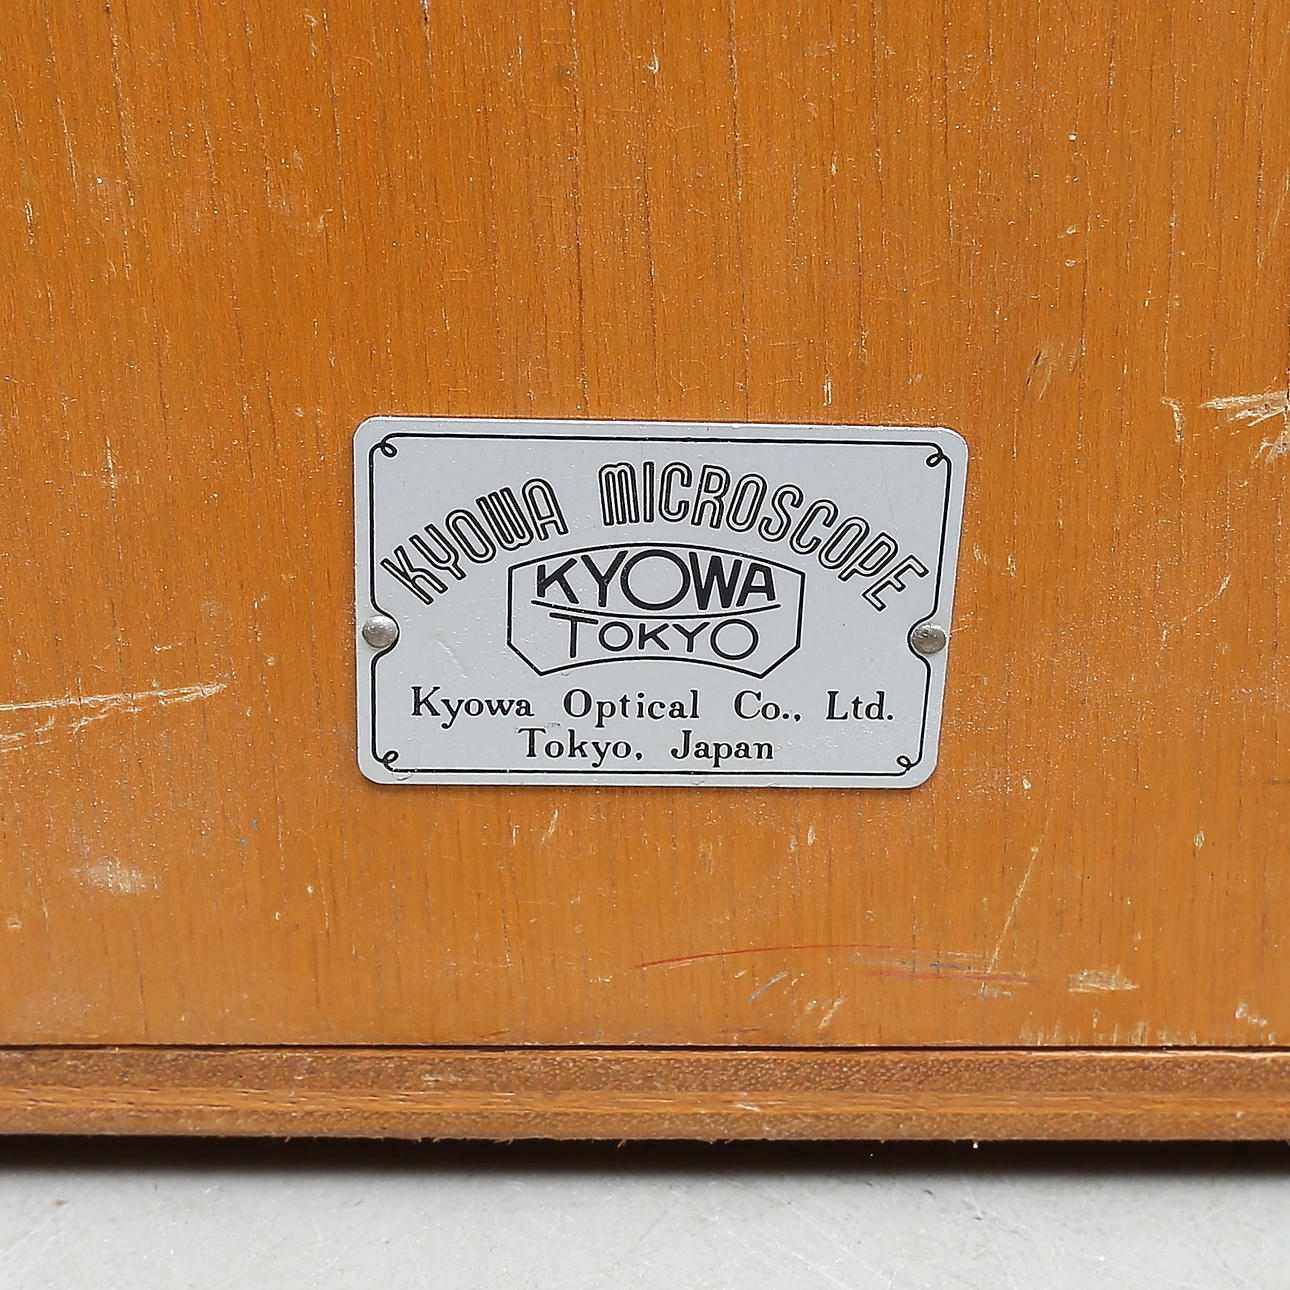 KYOWA MICROSCOPE
KYOWA
TOKYO
Kyowa Optical Co., Ltd.
Tokyo, Japan